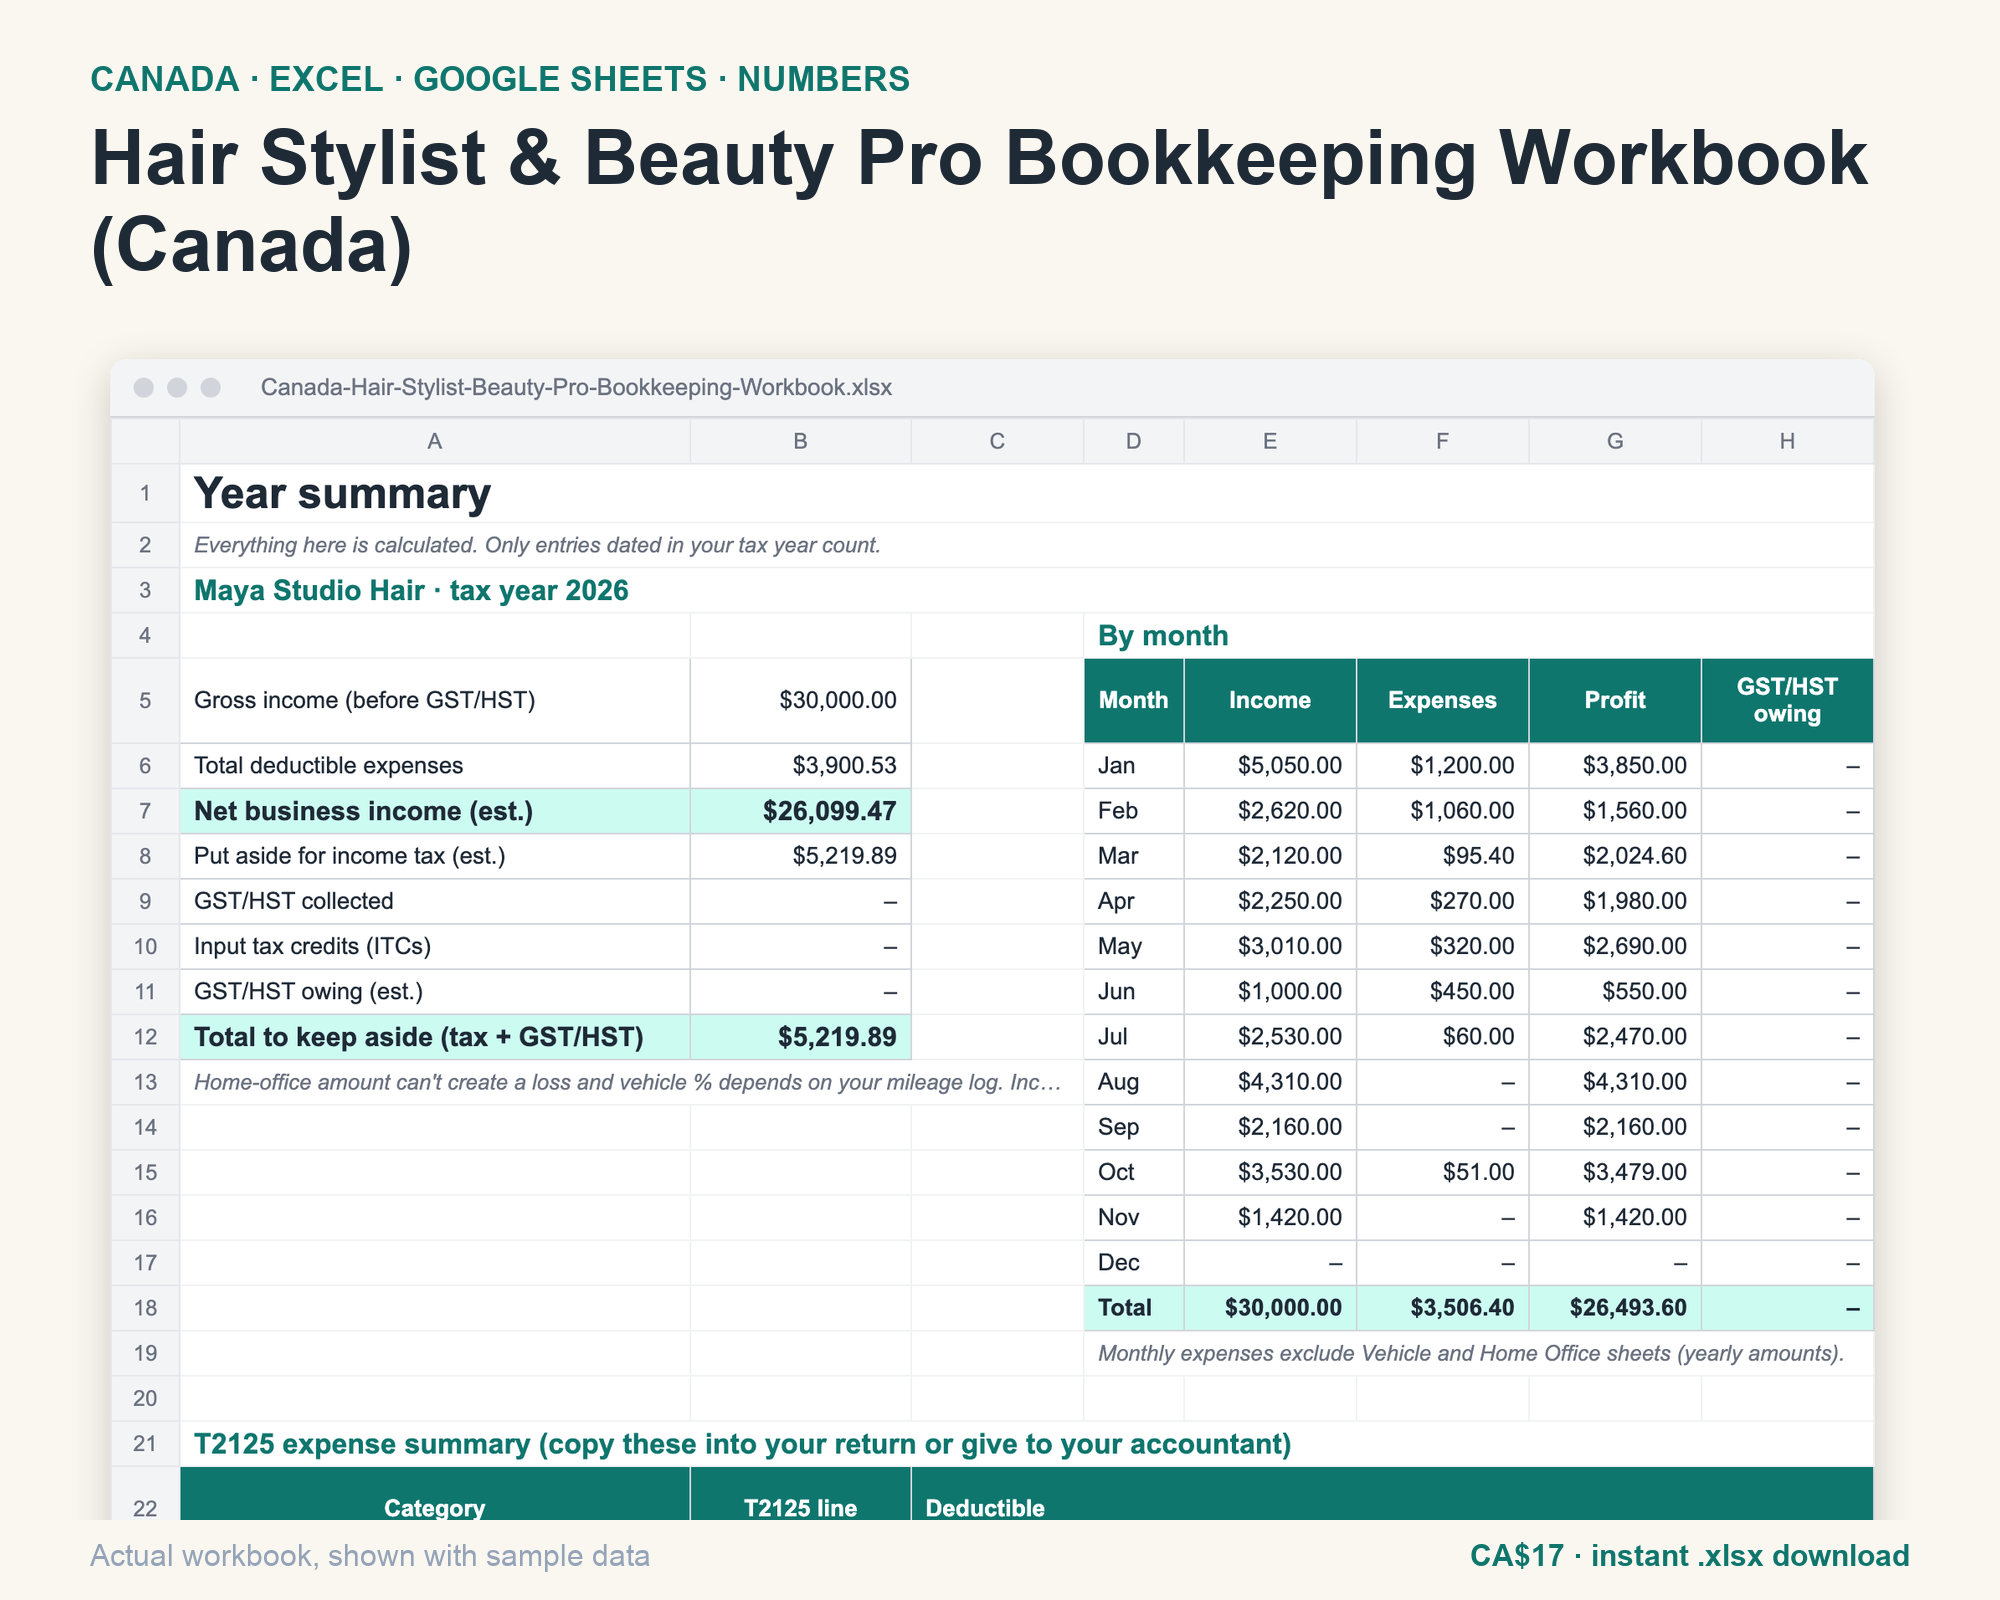 CANADA · EXCEL · GOOGLE SHEETS · NUMBERS
Hair Stylist & Beauty Pro Bookkeeping Workbook
(Canada)
Canada-Hair-Stylist-Beauty-Pro-Bookkeeping-Workbook.xlsx
A B C D E F G H
1 Year summary
2 Everything here is calculated. Only entries dated in your tax year count.
3 Maya Studio Hair · tax year 2026
4 By month
5 Gross income (before GST/HST) $30,000.00 Month Income Expenses Profit GST/HST owing
6 Total deductible expenses $3,900.53 Jan $5,050.00 $1,200.00 $3,850.00 –
7 Net business income (est.) $26,099.47 Feb $2,620.00 $1,060.00 $1,560.00 –
8 Put aside for income tax (est.) $5,219.89 Mar $2,120.00 $95.40 $2,024.60 –
9 GST/HST collected – Apr $2,250.00 $270.00 $1,980.00 –
10 Input tax credits (ITCs) – May $3,010.00 $320.00 $2,690.00 –
11 GST/HST owing (est.) – Jun $1,000.00 $450.00 $550.00 –
12 Total to keep aside (tax + GST/HST) $5,219.89 Jul $2,530.00 $60.00 $2,470.00 –
13 Home-office amount can't create a loss and vehicle % depends on your mileage log. Inc… Aug $4,310.00 – $4,310.00 –
14 Sep $2,160.00 – $2,160.00 –
15 Oct $3,530.00 $51.00 $3,479.00 –
16 Nov $1,420.00 – $1,420.00 –
17 Dec – – – –
18 Total $30,000.00 $3,506.40 $26,493.60 –
19 Monthly expenses exclude Vehicle and Home Office sheets (yearly amounts).
20
21 T2125 expense summary (copy these into your return or give to your accountant)
22 Category T2125 line Deductible
Actual workbook, shown with sample data
CA$17 · instant .xlsx download